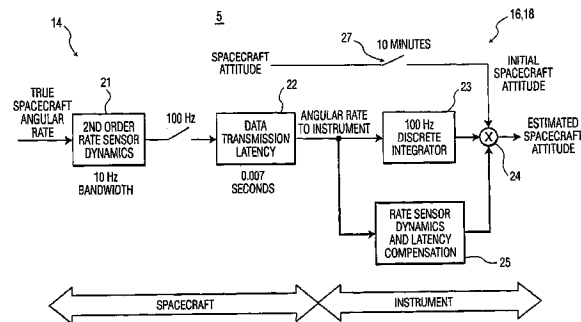 5
14
16,18
27
10 MINUTES
SPACECRAFT
ATTITUDE
INITIAL
SPACECRAFT
ATTITUDE
TRUE
SPACECRAFT
ANGULAR
RATE
21
2ND ORDER
RATE SENSOR
DYNAMICS
10 Hz
BANDWIDTH
100 Hz
22
DATA
TRANSMISSION
LATENCY
0.007
SECONDS
ANGULAR RATE
TO INSTRUMENT
23
100 Hz
DISCRETE
INTEGRATOR
X
24
ESTIMATED
SPACECRAFT
ATTITUDE
RATE SENSOR
DYNAMICS
AND LATENCY
COMPENSATION
25
SPACECRAFT
INSTRUMENT